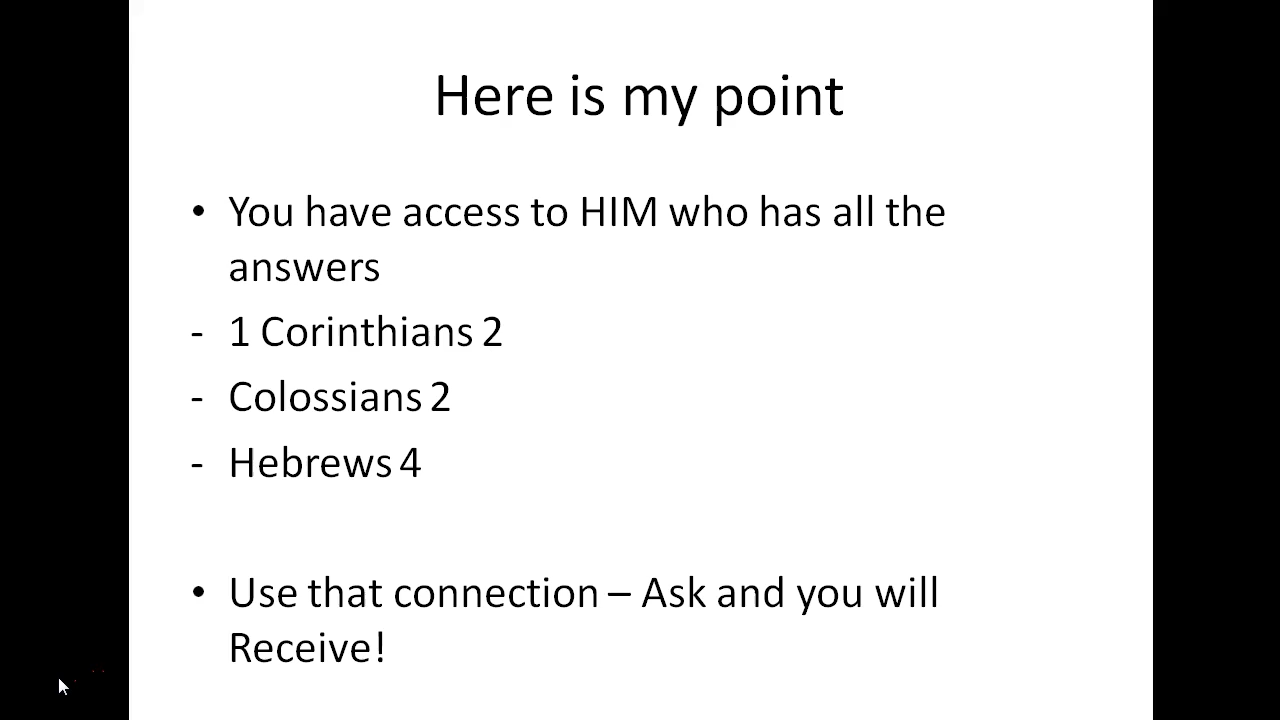 Here is my point
• You have access to HIM who has all the
answers
- 1 Corinthians 2
- Colossians 2
- Hebrews 4
• Use that connection – Ask and you will
Receive!